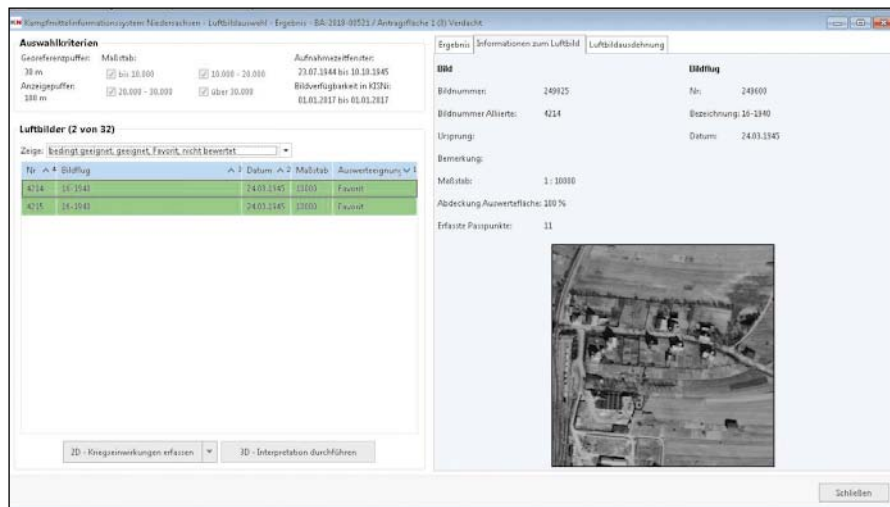 Kampfmittelinformationssystem Niedersachsen - Luftbildauswahl - Ergebnis - BA-2018-00521 / Antragsfläche 1 (0) Verdacht
Auswahlkriterien
Georeferenzpuffer:
30 m
Anzeigepuffer:
100 m
Maßstab:
bis 10.000
10.000 - 20.000
20.000 - 30.000
über 30.000
Aufnahmezeitfenster:
23.07.1944 bis 10.10.1945
Bildverfügbarkeit in KISNi:
01.01.2017 bis 01.01.2017
Luftbilder (2 von 32)
Zeige: bedingt geeignet, geeignet, Favorit, nicht bewertet
Nr 4 Bildflug 3 Datum 2 Maßstab Auswerteeignung 1
4214 16-1940 24.03.1945 10000 Favorit
4215 16-1940 24.03.1945 10000 Favorit
2D - Kriegseinwirkungen erfassen
3D - Interpretation durchführen
Ergebnis
Informationen zum Luftbild
Luftbildausdehnung
Bild
Bildnummer: 249825
Bildnummer Allierte: 4214
Ursprung:
Bemerkung:
Maßstab: 1 : 10000
Abdeckung Auswertefläche: 100 %
Erfasste Passpunkte: 11
Bildflug
Nr: 249600
Bezeichnung: 16-1940
Datum: 24.03.1945
Schließen